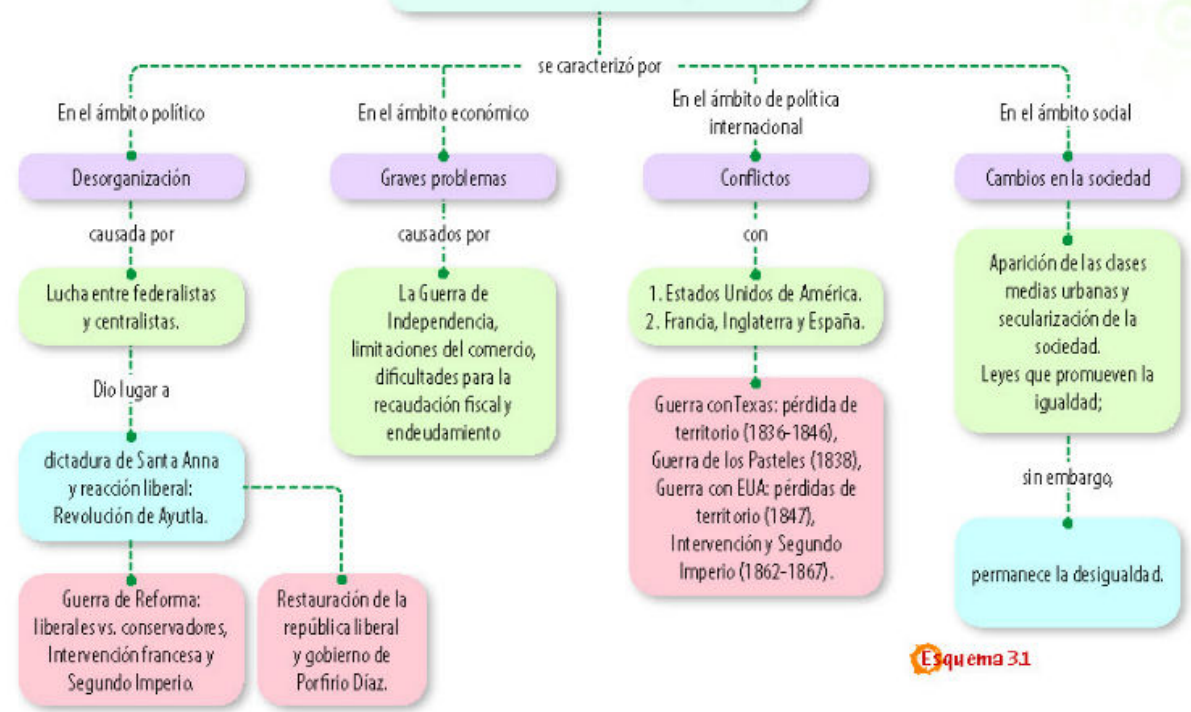 se caracterizó por
En el ámbito político
Desorganización
causada por
Lucha entre federalistas
y centralistas.
Dio lugar a
dictadura de Santa Anna
y reacción liberal:
Revolución de Ayutla.
Guerra de Reforma:
liberales vs. conservadores,
Intervención francesa y
Segundo Imperio.
Restauración de la
república liberal
y gobierno de
Porfirio Díaz.
En el ámbito económico
Graves problemas
causados por
La Guerra de
Independencia,
limitaciones del comercio,
dificultades para la
recaudación fiscal y
endeudamiento
En el ámbito de política
internacional
Conflictos
con
1. Estados Unidos de América.
2. Francia, Inglaterra y España.
Guerra con Texas: pérdida de
territorio (1836-1846),
Guerra de los Pasteles (1838),
Guerra con EUA: pérdidas de
territorio (1847),
Intervención y Segundo
Imperio (1862-1867).
En el ámbito social
Cambios en la sociedad
Aparición de las clases
medias urbanas y
secularización de la
sociedad.
Leyes que promueven la
igualdad;
sin embargo,
permanece la desigualdad.
Esquema 3.1